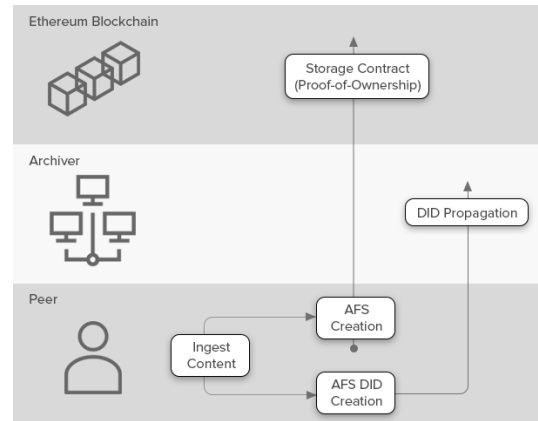 Ethereum Blockchain
Storage Contract
(Proof-of-Ownership)
Archiver
DID Propagation
Peer
AFS
Creation
Ingest
Content
AFS DID
Creation